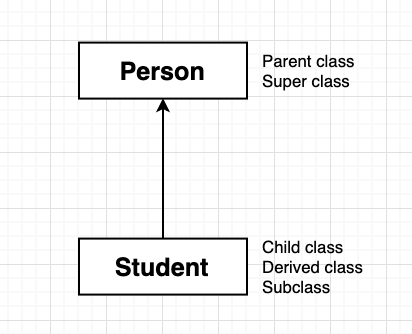 Person
Parent class
Super class
Student
Child class
Derived class
Subclass